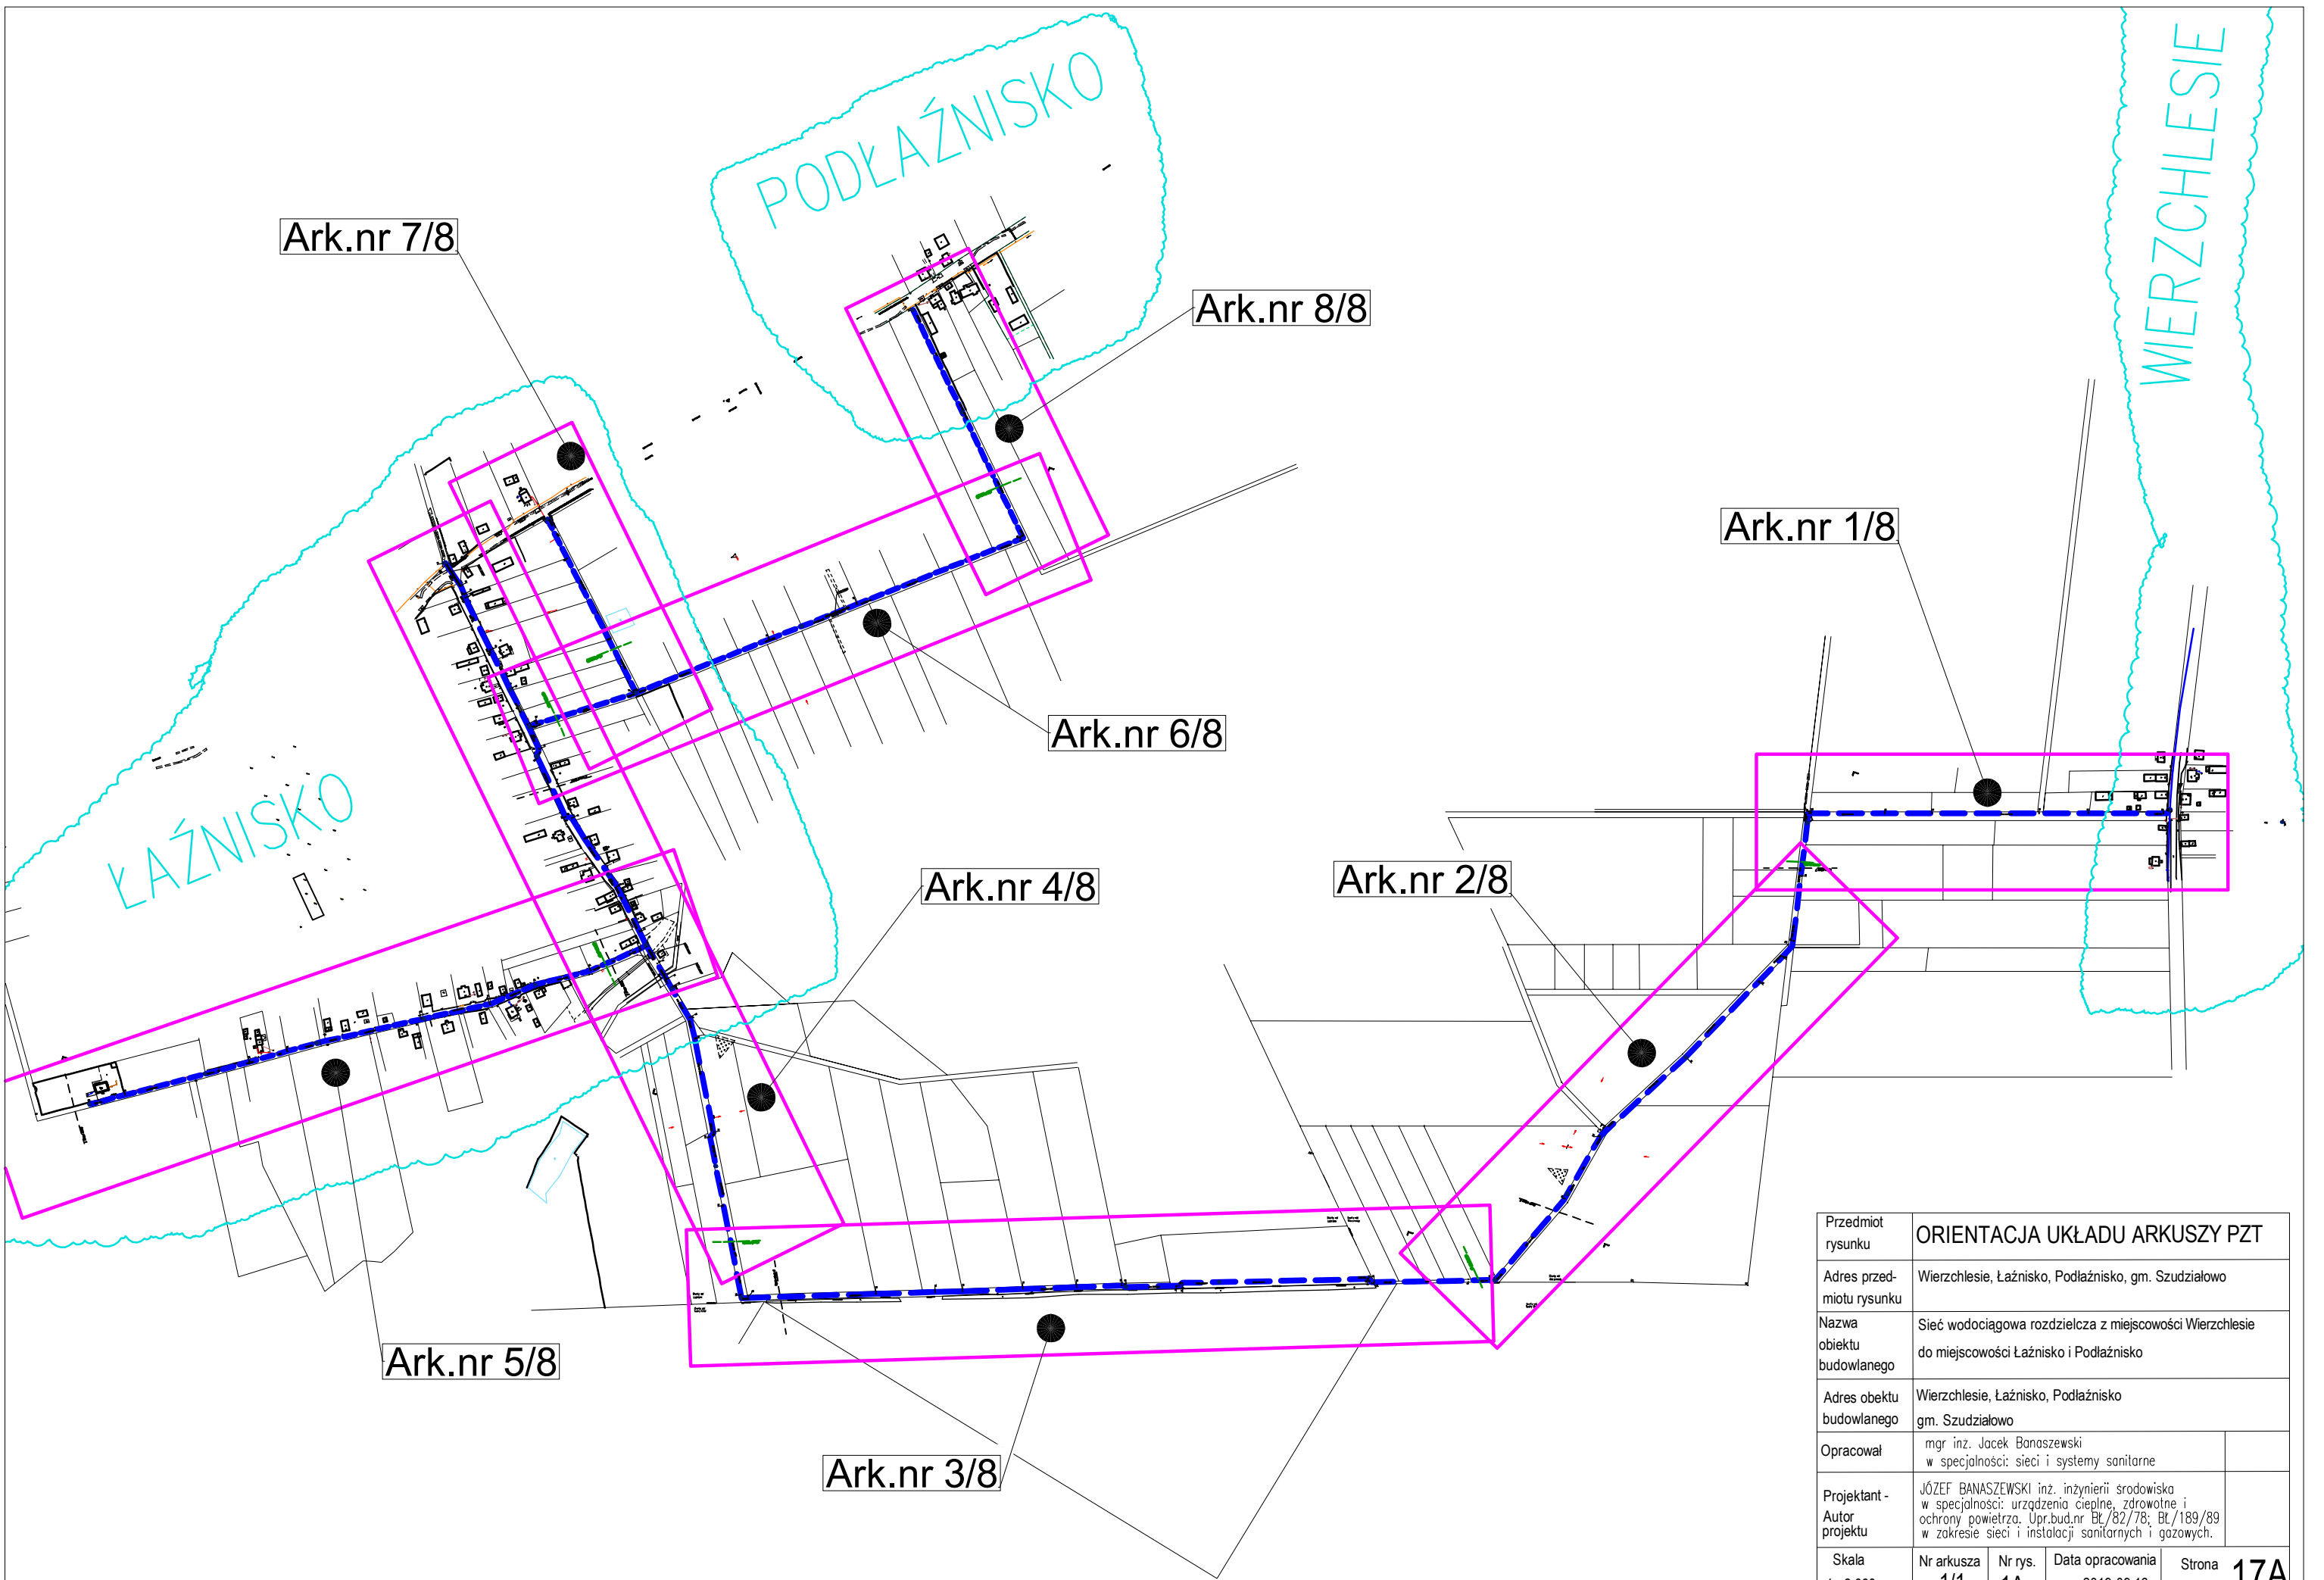 PODŁAŹNISKO
WIERZCHLESIE
Ark.nr 7/8
Ark.nr 8/8
Ark.nr 1/8
Ark.nr 6/8
ŁAŹNISKO
Ark.nr 4/8
Ark.nr 2/8
Ark.nr 5/8
Ark.nr 3/8
Przedmiot rysunku
ORIENTACJA UKŁADU ARKUSZY PZT
Adres przed-
miotu rysunku
Wierzchlesie, Łaźnisko, Podłaźnisko, gm. Szudziałowo
Nazwa
obiektu
budowlanego
Sieć wodociągowa rozdzielcza z miejscowości Wierzchlesie
do miejscowości Łaźnisko i Podłaźnisko
Adres obektu
budowlanego
Wierzchlesie, Łaźnisko, Podłaźnisko
gm. Szudziałowo
Opracował
mgr inż. Jacek Banaszewski
w specjalności: sieci i systemy sanitarne
Projektant -
Autor
projektu
JÓZEF BANASZEWSKI inż. inżynierii środowiska
w specjalności: urządzenia cieplne, zdrowotne i
ochrony powietrza. Upr.bud.nr BŁ/82/78; BŁ/189/89
w zakresie sieci i instalacji sanitarnych i gazowych.
Skala
Nr arkusza
1/1
Nr rys.
1A
Data opracowania
Strona 17A